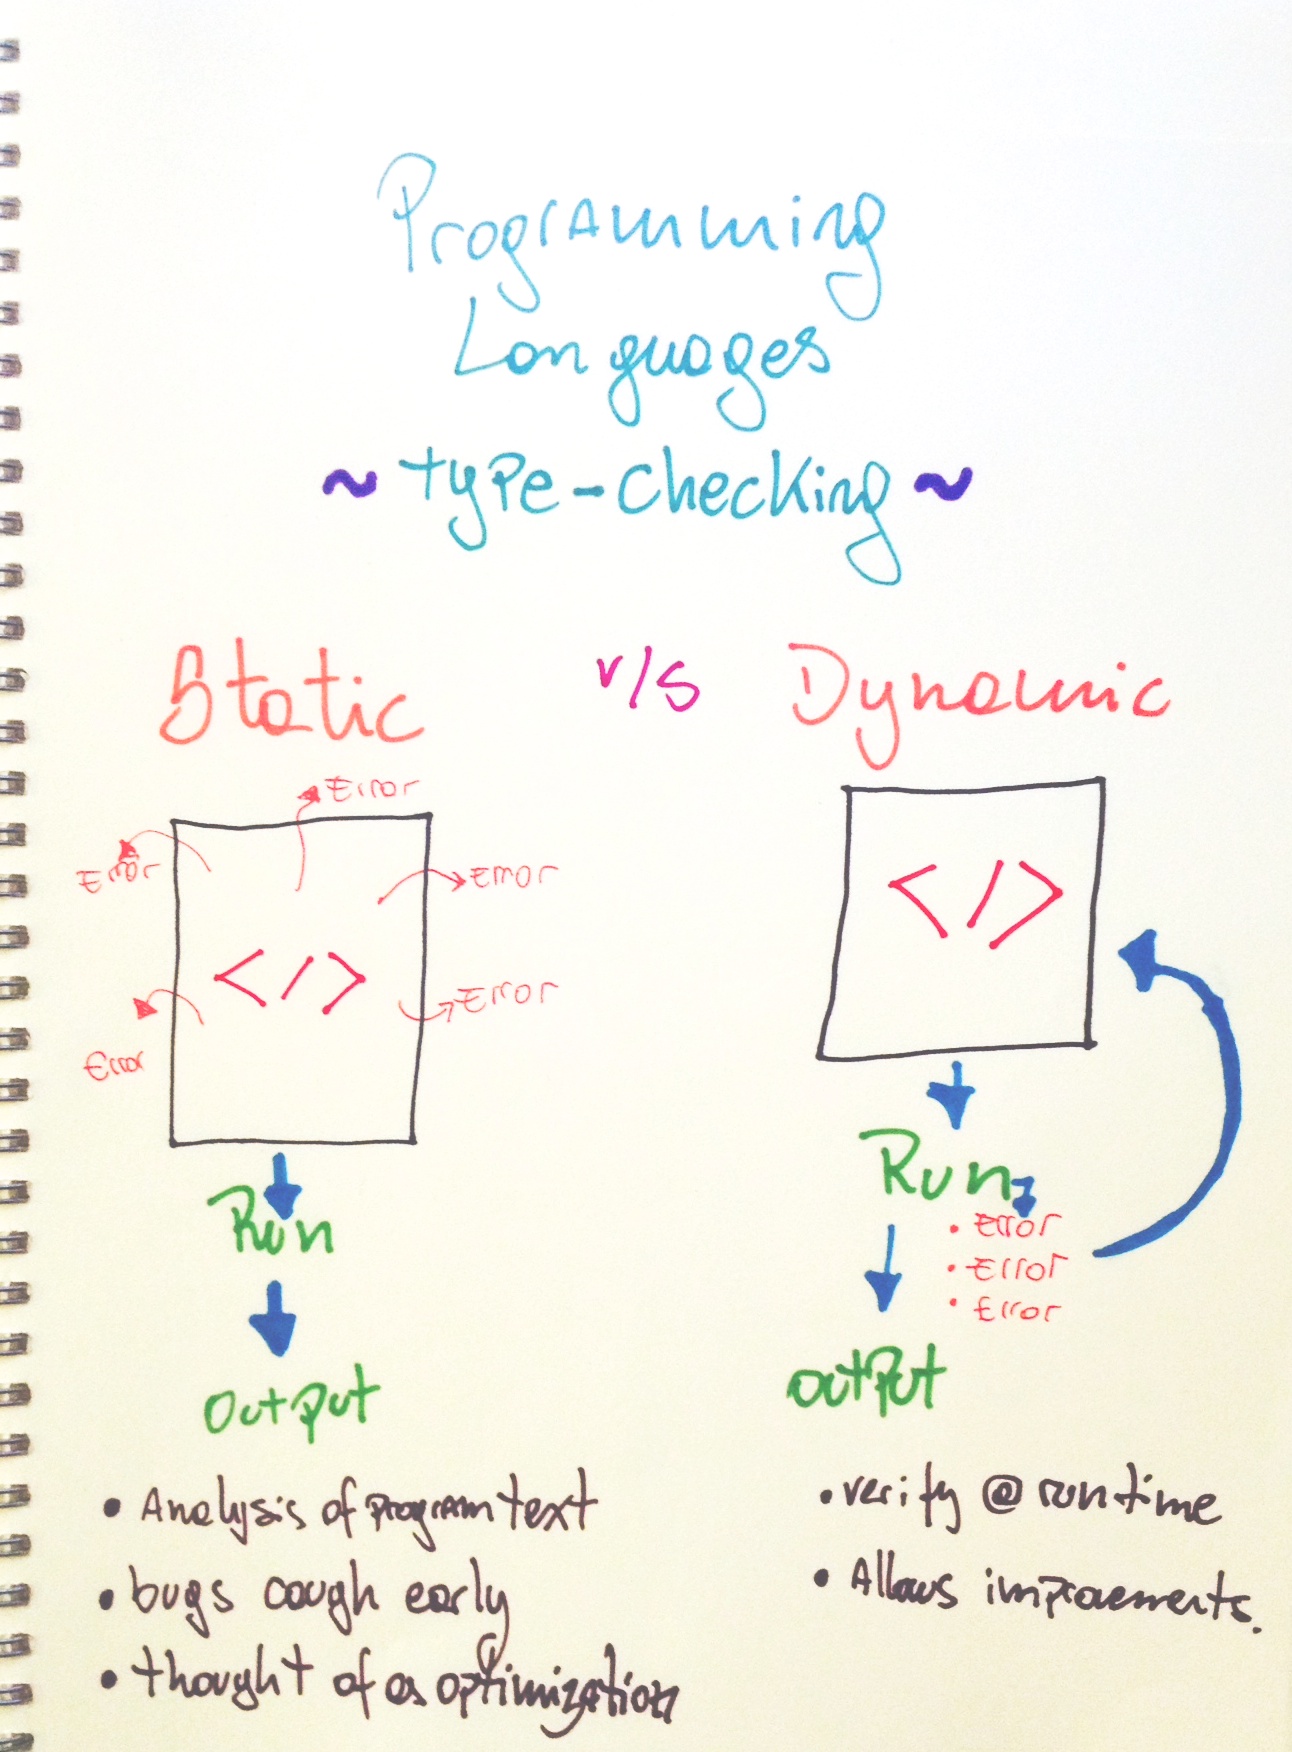 Programming
Languages
~ type-checking ~
Static v/s Dynamic
Error
Error
Error
</>
Error
Error
Run
output
• Analysis of program text
• bugs cough early
• thought of as optimization
</>
Run
• Error
• Error
• Error
output
• verify @ runtime
• Allows improvements.